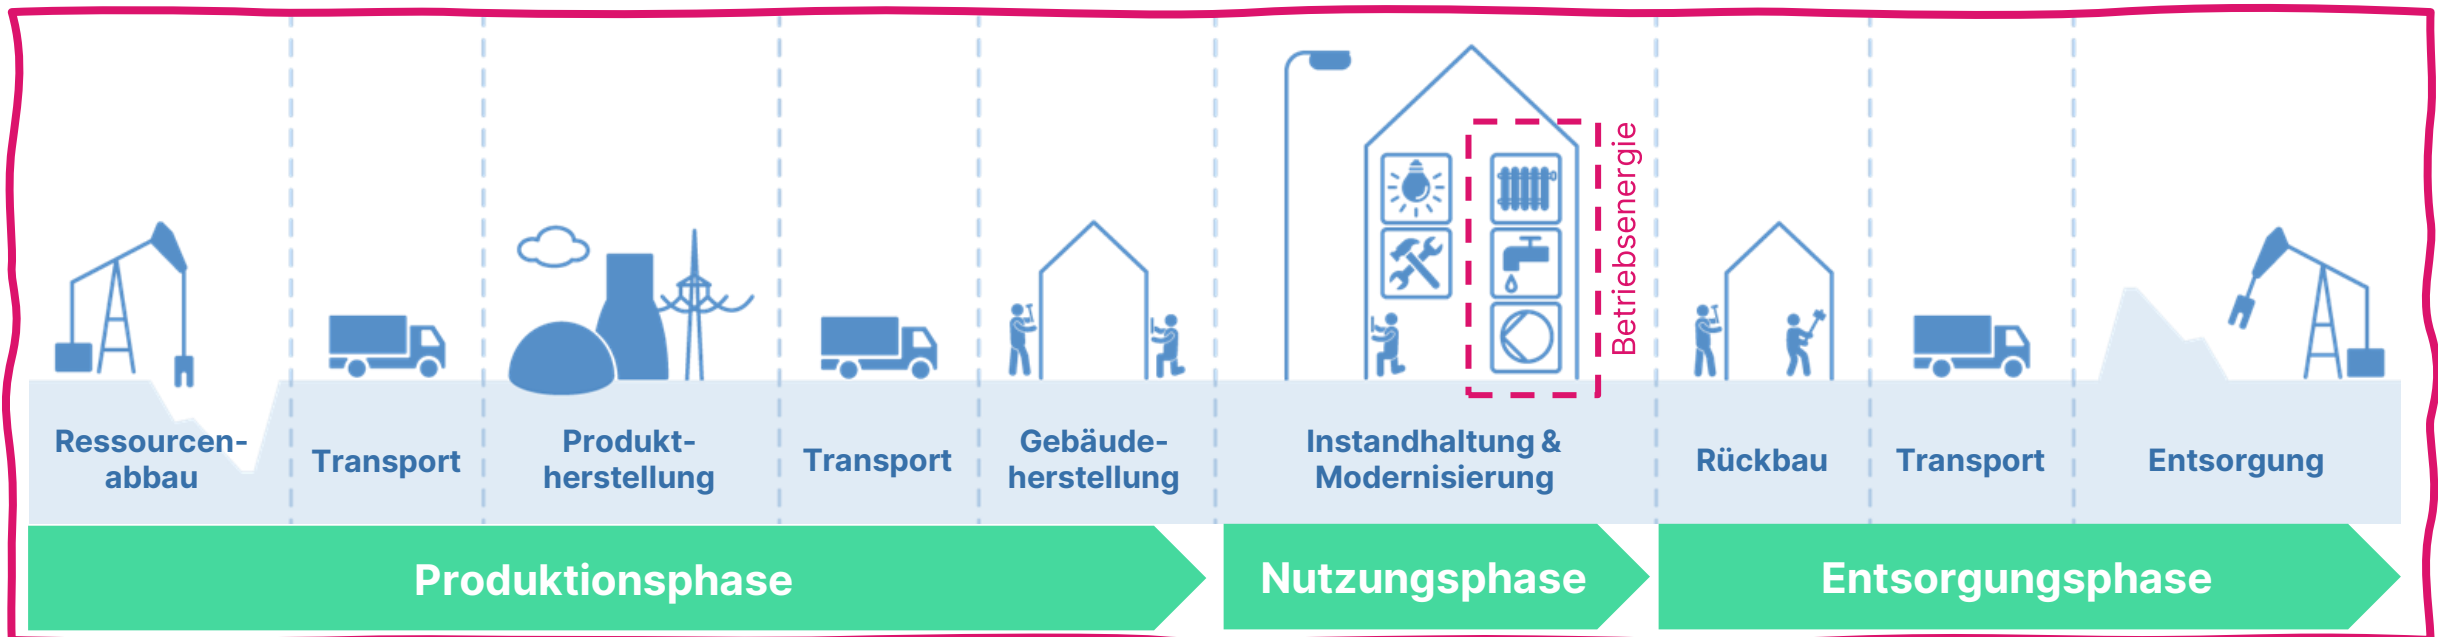 Betriebsenergie
Ressourcen-
abbau
Transport
Produkt-
herstellung
Transport
Gebäude-
herstellung
Instandhaltung &
Modernisierung
Rückbau
Transport
Entsorgung
Produktionsphase
Nutzungsphase
Entsorgungsphase